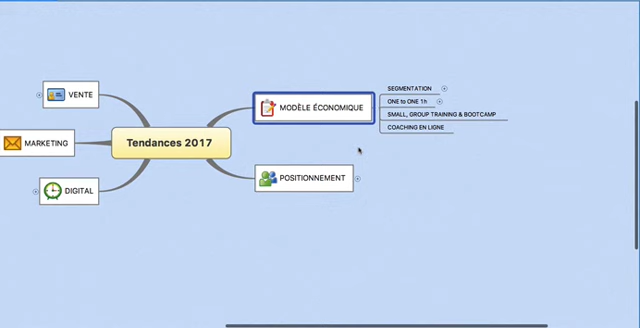 VENTE
MARKETING
DIGITAL
Tendances 2017
MODÈLE ÉCONOMIQUE
SEGMENTATION
ONE to ONE 1h
SMALL, GROUP TRAINING & BOOTCAMP
COACHING EN LIGNE
POSITIONNEMENT